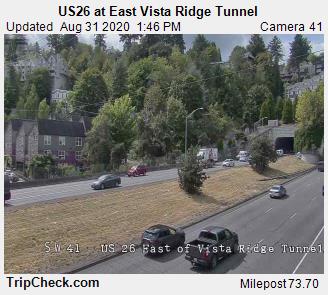 US26 at East Vista Ridge Tunnel
Updated Aug 31 2020 1:46 PM Camera 41
SW 41 US 26 East of Vista Ridge Tunnel
TripCheck.com Milepost 73.70